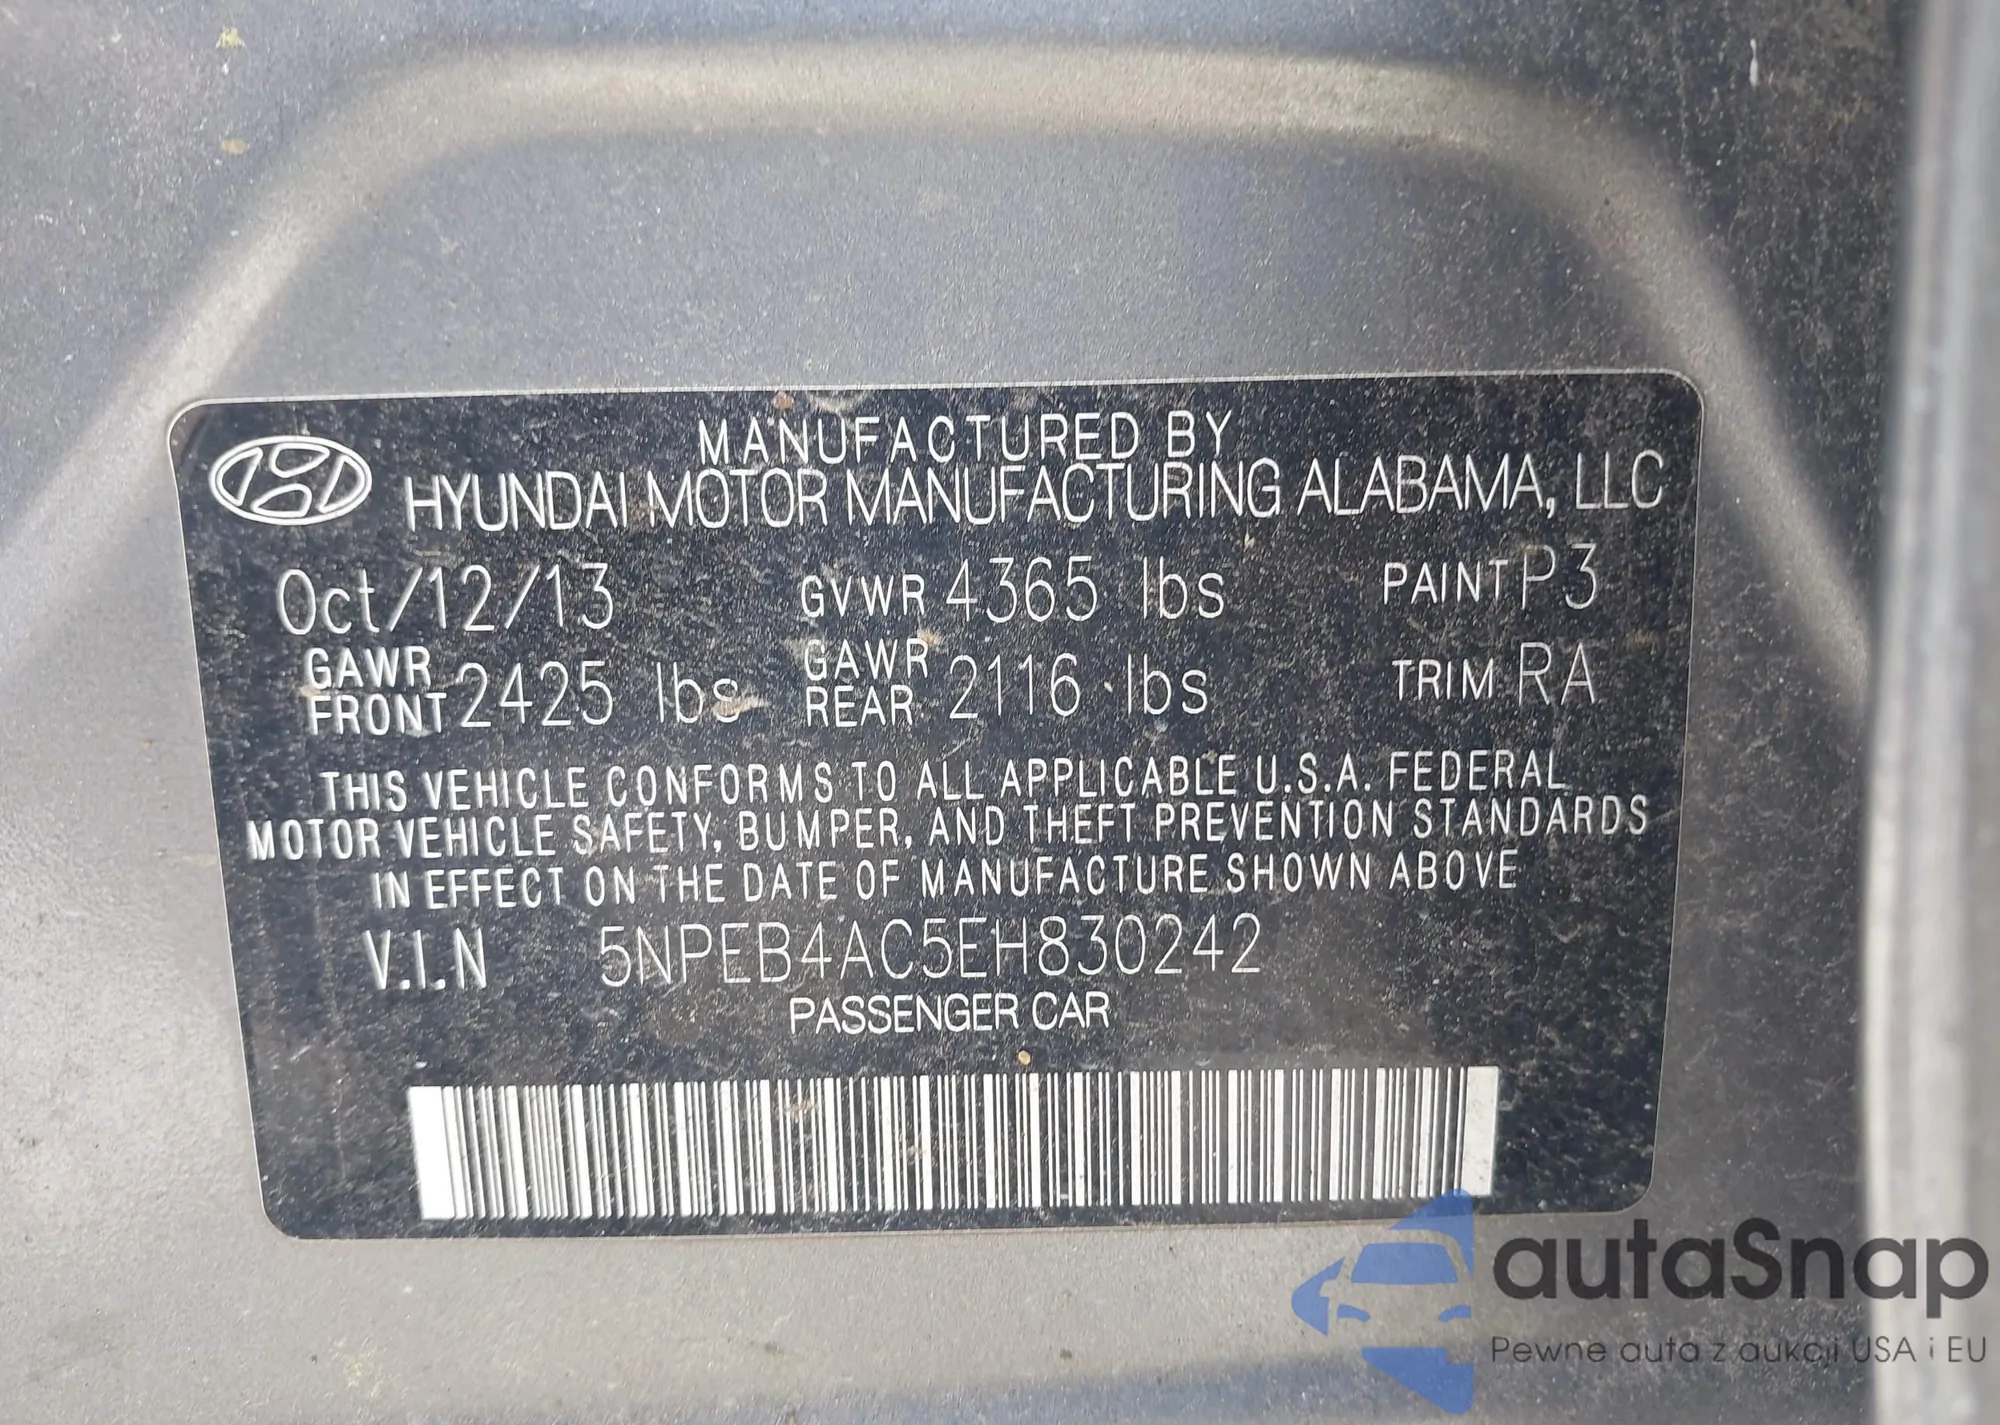 MANUFACTURED BY
HYUNDAI MOTOR MANUFACTURING ALABAMA, LLC
Oct/12/13 GVWR 4365 lbs PAINT P3
GAWR FRONT 2425 lbs GAWR REAR 2116 lbs TRIM RA
THIS VEHICLE CONFORMS TO ALL APPLICABLE U.S.A. FEDERAL
MOTOR VEHICLE SAFETY, BUMPER, AND THEFT PREVENTION STANDARDS
IN EFFECT ON THE DATE OF MANUFACTURE SHOWN ABOVE
V.I.N 5NPEB4AC5EH830242
PASSENGER CAR
autaSnap
Pewne auta z aukcji USA i EU